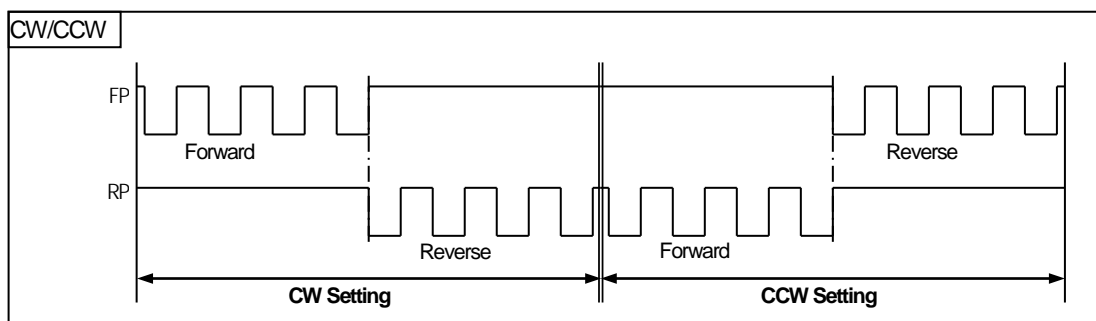 CW/CCW
FP
Forward
Reverse
RP
Reverse
Forward
CW Setting
CCW Setting